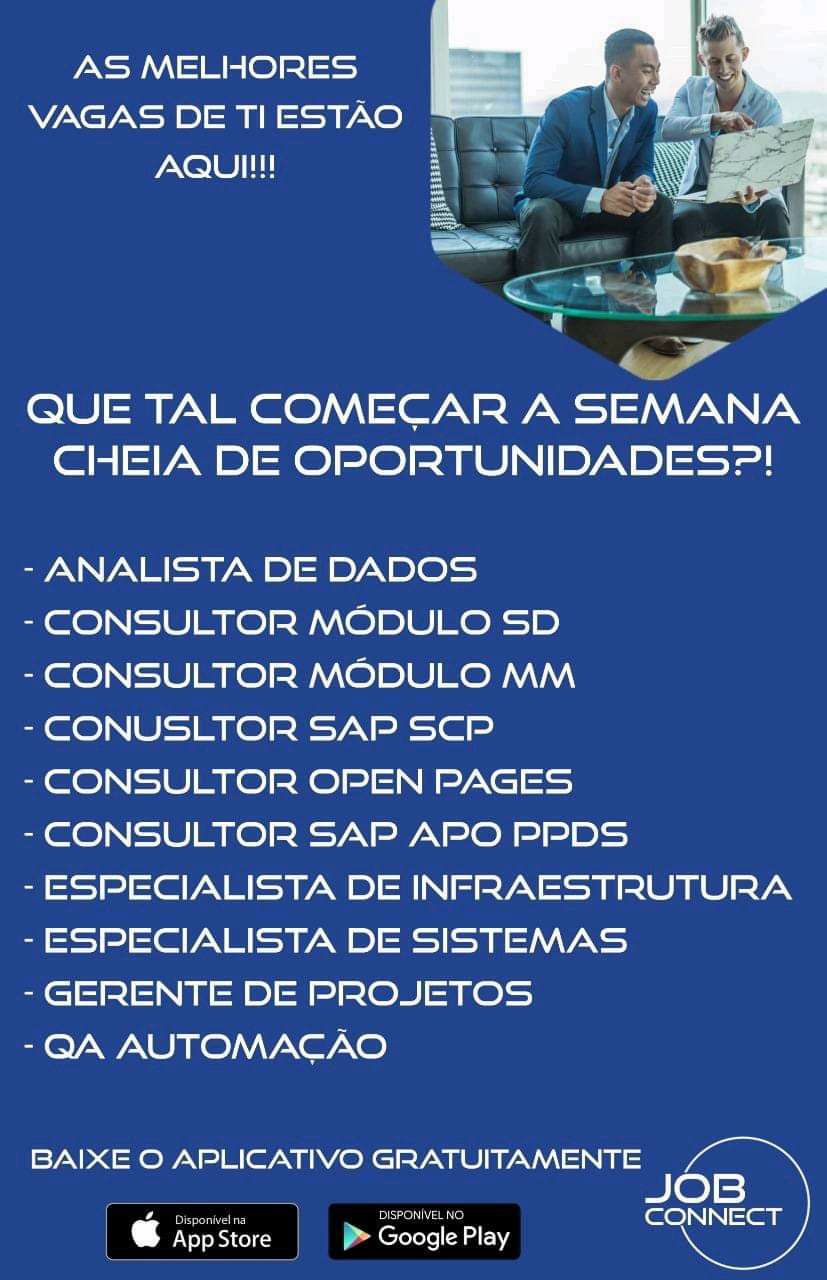 AS MELHORES
VAGAS DE TI ESTÃO
AQUI!!!
QUE TAL COMEÇAR A SEMANA
CHEIA DE OPORTUNIDADES?!
- ANALISTA DE DADOS
- CONSULTOR MÓDULO SD
- CONSULTOR MÓDULO MM
- CONUSLTOR SAP SCP
- CONSULTOR OPEN PAGES
- CONSULTOR SAP APO PPDS
- ESPECIALISTA DE INFRAESTRUTURA
- ESPECIALISTA DE SISTEMAS
- GERENTE DE PROJETOS
- QA AUTOMAÇÃO
BAIXE O APLICATIVO GRATUITAMENTE
Disponível na
App Store
DISPONÍVEL NO
Google Play
JOB
CONNECT